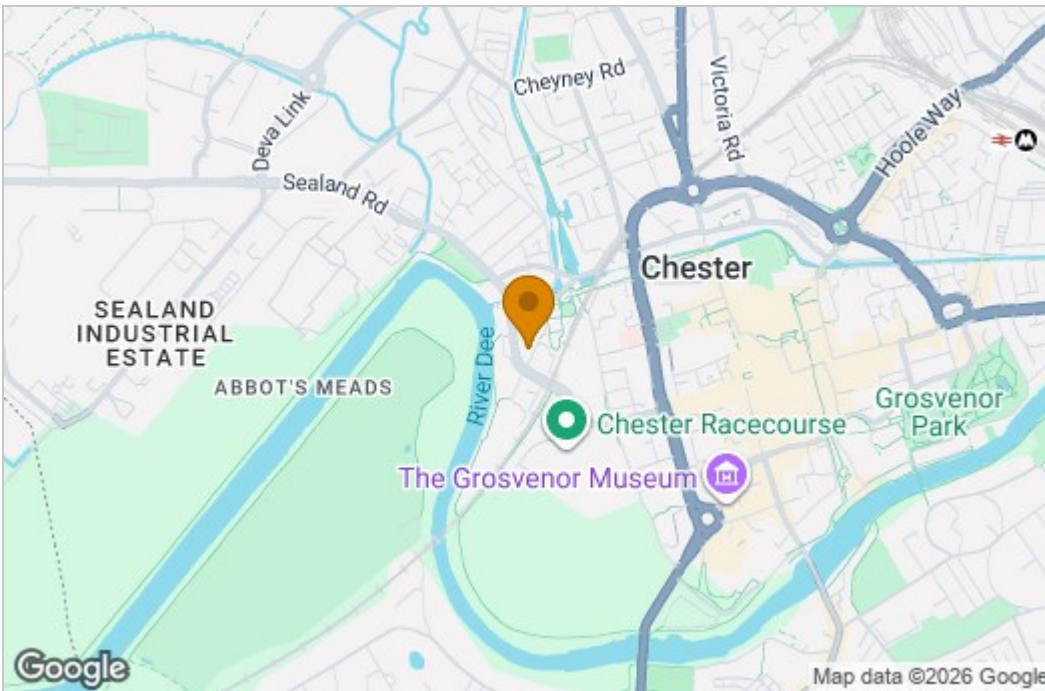 Cheyney Rd
Victoria Rd
Hoole Way
Deva Link
Sealand Rd
Chester
SEALAND
INDUSTRIAL
ESTATE
River Dee
ABBOT'S MEADS
Grosvenor
Park
Chester Racecourse
The Grosvenor Museum
Google
Map data ©2026 Google